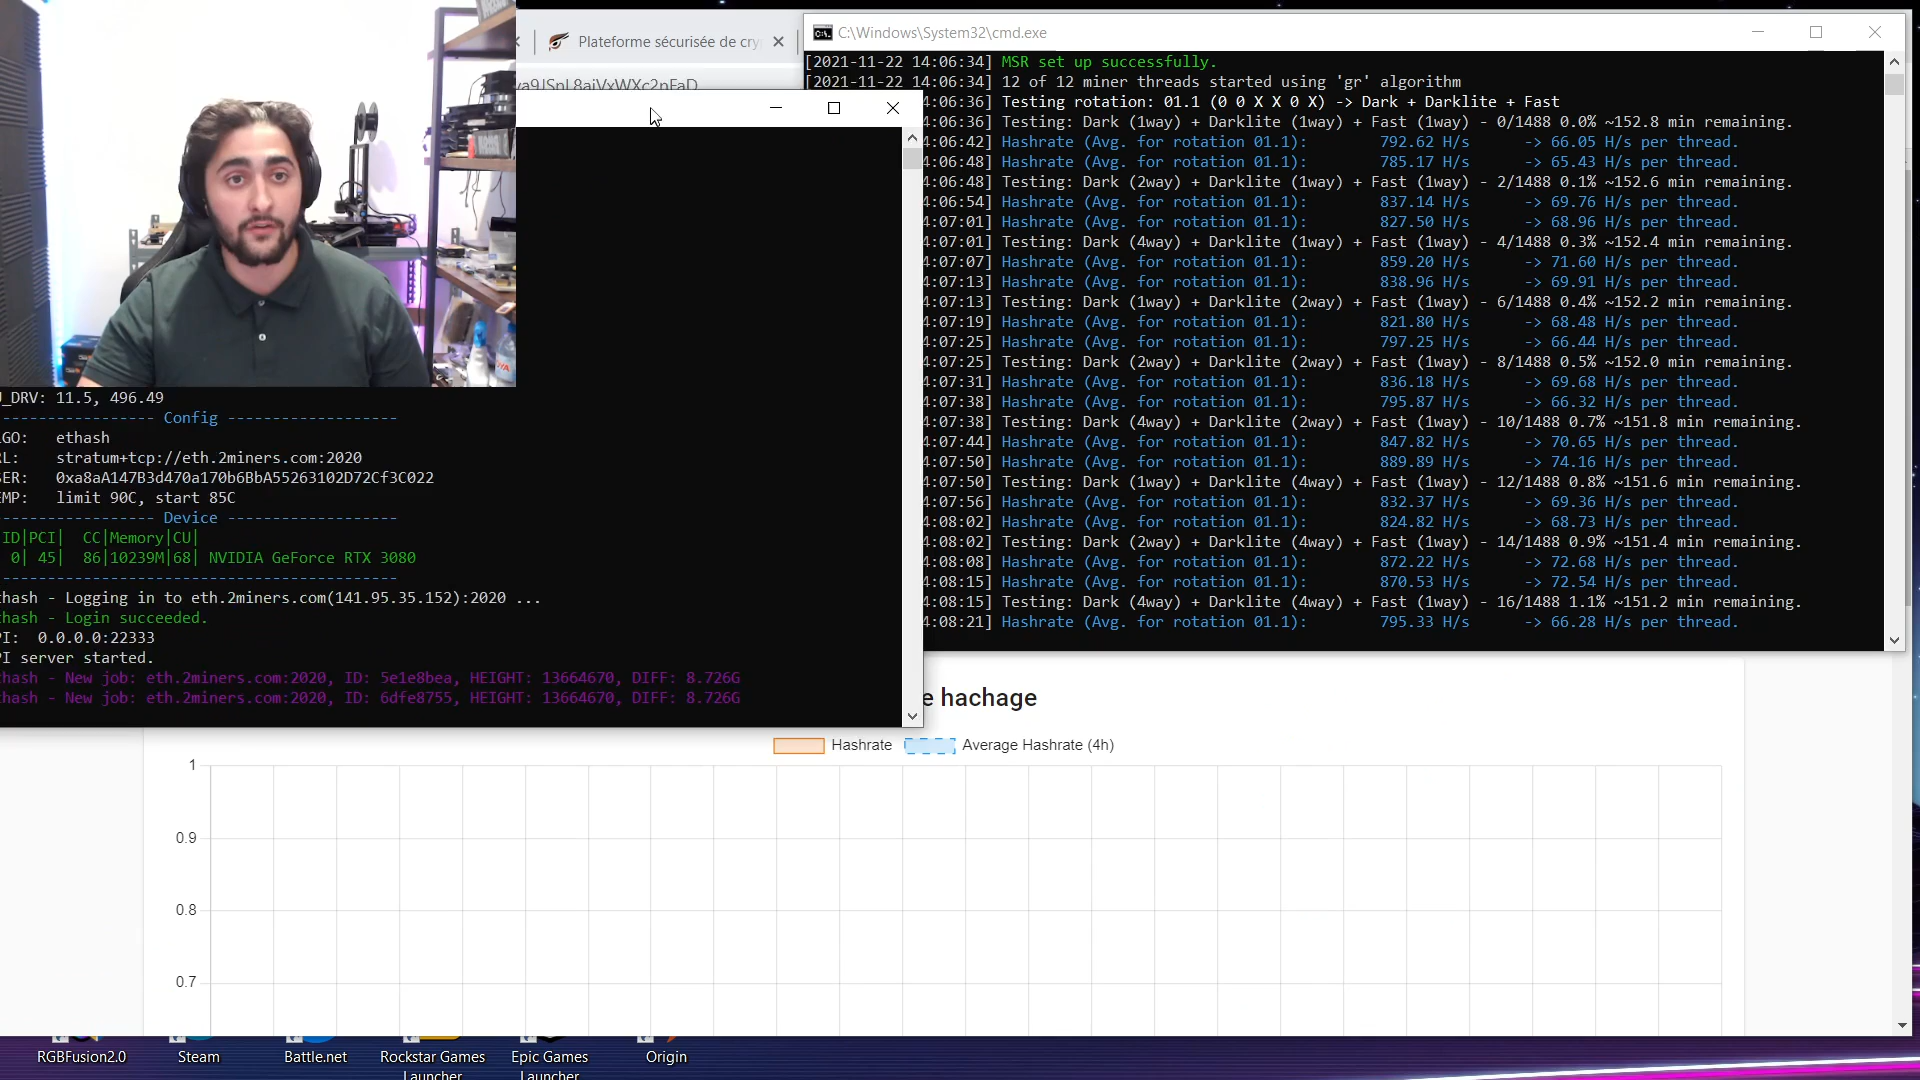 Plateforme sécurisée de cry
C:\Windows\System32\cmd.exe
[2021-11-22 14:06:34] MSR set up successfully.
[2021-11-22 14:06:34] 12 of 12 miner threads started using 'gr' algorithm
4:06:36] Testing rotation: 01.1 (0 0 X X 0 X) -> Dark + Darklite + Fast
4:06:36] Testing: Dark (1way) + Darklite (1way) + Fast (1way) - 0/1488 0.0% ~152.8 min remaining.
4:06:42] Hashrate (Avg. for rotation 01.1): 792.62 H/s -> 66.05 H/s per thread.
4:06:48] Hashrate (Avg. for rotation 01.1): 785.17 H/s -> 65.43 H/s per thread.
4:06:48] Testing: Dark (2way) + Darklite (1way) + Fast (1way) - 2/1488 0.1% ~152.6 min remaining.
4:06:54] Hashrate (Avg. for rotation 01.1): 837.14 H/s -> 69.76 H/s per thread.
4:07:01] Hashrate (Avg. for rotation 01.1): 827.50 H/s -> 68.96 H/s per thread.
4:07:01] Testing: Dark (4way) + Darklite (1way) + Fast (1way) - 4/1488 0.3% ~152.4 min remaining.
4:07:07] Hashrate (Avg. for rotation 01.1): 859.20 H/s -> 71.60 H/s per thread.
4:07:13] Hashrate (Avg. for rotation 01.1): 838.96 H/s -> 69.91 H/s per thread.
4:07:13] Testing: Dark (1way) + Darklite (2way) + Fast (1way) - 6/1488 0.4% ~152.2 min remaining.
4:07:19] Hashrate (Avg. for rotation 01.1): 821.80 H/s -> 68.48 H/s per thread.
4:07:25] Hashrate (Avg. for rotation 01.1): 797.25 H/s -> 66.44 H/s per thread.
4:07:25] Testing: Dark (2way) + Darklite (2way) + Fast (1way) - 8/1488 0.5% ~152.0 min remaining.
4:07:31] Hashrate (Avg. for rotation 01.1): 836.18 H/s -> 69.68 H/s per thread.
4:07:38] Hashrate (Avg. for rotation 01.1): 795.87 H/s -> 66.32 H/s per thread.
4:07:38] Testing: Dark (4way) + Darklite (2way) + Fast (1way) - 10/1488 0.7% ~151.8 min remaining.
4:07:44] Hashrate (Avg. for rotation 01.1): 847.82 H/s -> 70.65 H/s per thread.
4:07:50] Hashrate (Avg. for rotation 01.1): 889.89 H/s -> 74.16 H/s per thread.
4:07:50] Testing: Dark (1way) + Darklite (4way) + Fast (1way) - 12/1488 0.8% ~151.6 min remaining.
4:07:56] Hashrate (Avg. for rotation 01.1): 832.37 H/s -> 69.36 H/s per thread.
4:08:02] Hashrate (Avg. for rotation 01.1): 824.82 H/s -> 68.73 H/s per thread.
4:08:02] Testing: Dark (2way) + Darklite (4way) + Fast (1way) - 14/1488 0.9% ~151.4 min remaining.
4:08:08] Hashrate (Avg. for rotation 01.1): 872.22 H/s -> 72.68 H/s per thread.
4:08:15] Hashrate (Avg. for rotation 01.1): 870.53 H/s -> 72.54 H/s per thread.
4:08:15] Testing: Dark (4way) + Darklite (4way) + Fast (1way) - 16/1488 1.1% ~151.2 min remaining.
4:08:21] Hashrate (Avg. for rotation 01.1): 795.33 H/s -> 66.28 H/s per thread.
_DRV: 11.5, 496.49
----------------- Config -------------------
GO: ethash
L: stratum+tcp://eth.2miners.com:2020
ER: 0xa8aA147B3d470a170b6BbA55263102D72Cf3C022
MP: limit 90C, start 85C
----------------- Device -------------------
ID|PCI| CC|Memory|CU|
0| 45| 86|10239M|68| NVIDIA GeForce RTX 3080
--------------------------------------------
hash - Logging in to eth.2miners.com(141.95.35.152):2020 ...
hash - Login succeeded.
PI: 0.0.0.0:22333
PI server started.
hash - New job: eth.2miners.com:2020, ID: 5e1e8bea, HEIGHT: 13664670, DIFF: 8.726G
hash - New job: eth.2miners.com:2020, ID: 6dfe8755, HEIGHT: 13664670, DIFF: 8.726G
e hachage
Hashrate Average Hashrate (4h)
1
0.9
0.8
0.7
RGBFusion2.0
Steam
Battle.net
Rockstar Games
Launcher
Epic Games
Launcher
Origin